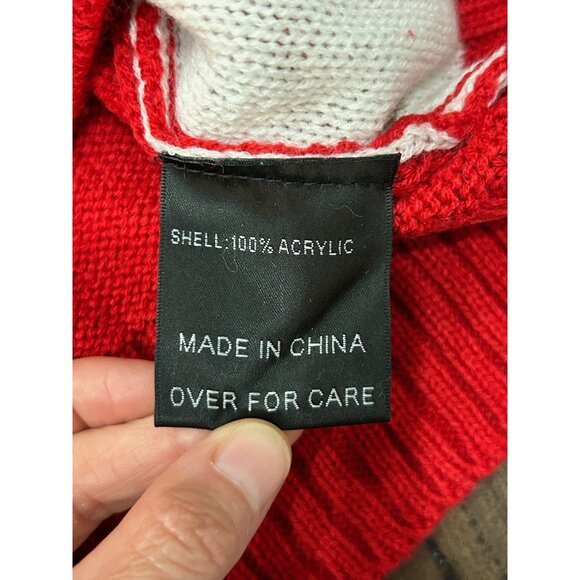 SHELL:100% ACRYLIC
MADE IN CHINA
OVER FOR CARE